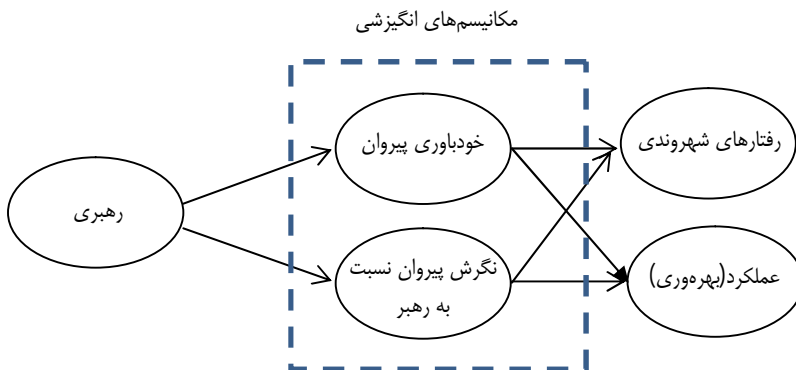 مکانیسم‌های انگیزشی
خودباوری پیروان
رفتارهای شهروندی
رهبری
نگرش پیروان نسبت
به رهبر
عملکرد(بهره‌وری)